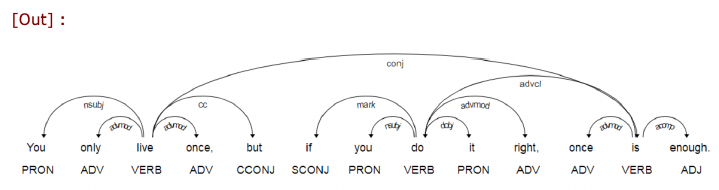 [Out] :
conj
advcl
nsubj cc mark advmod
advmod advmod nsubj dobj advmod acomp
You only live once, but if you do it right, once is enough.
PRON ADV VERB ADV CCONJ SCONJ PRON VERB PRON ADV ADV VERB ADJ